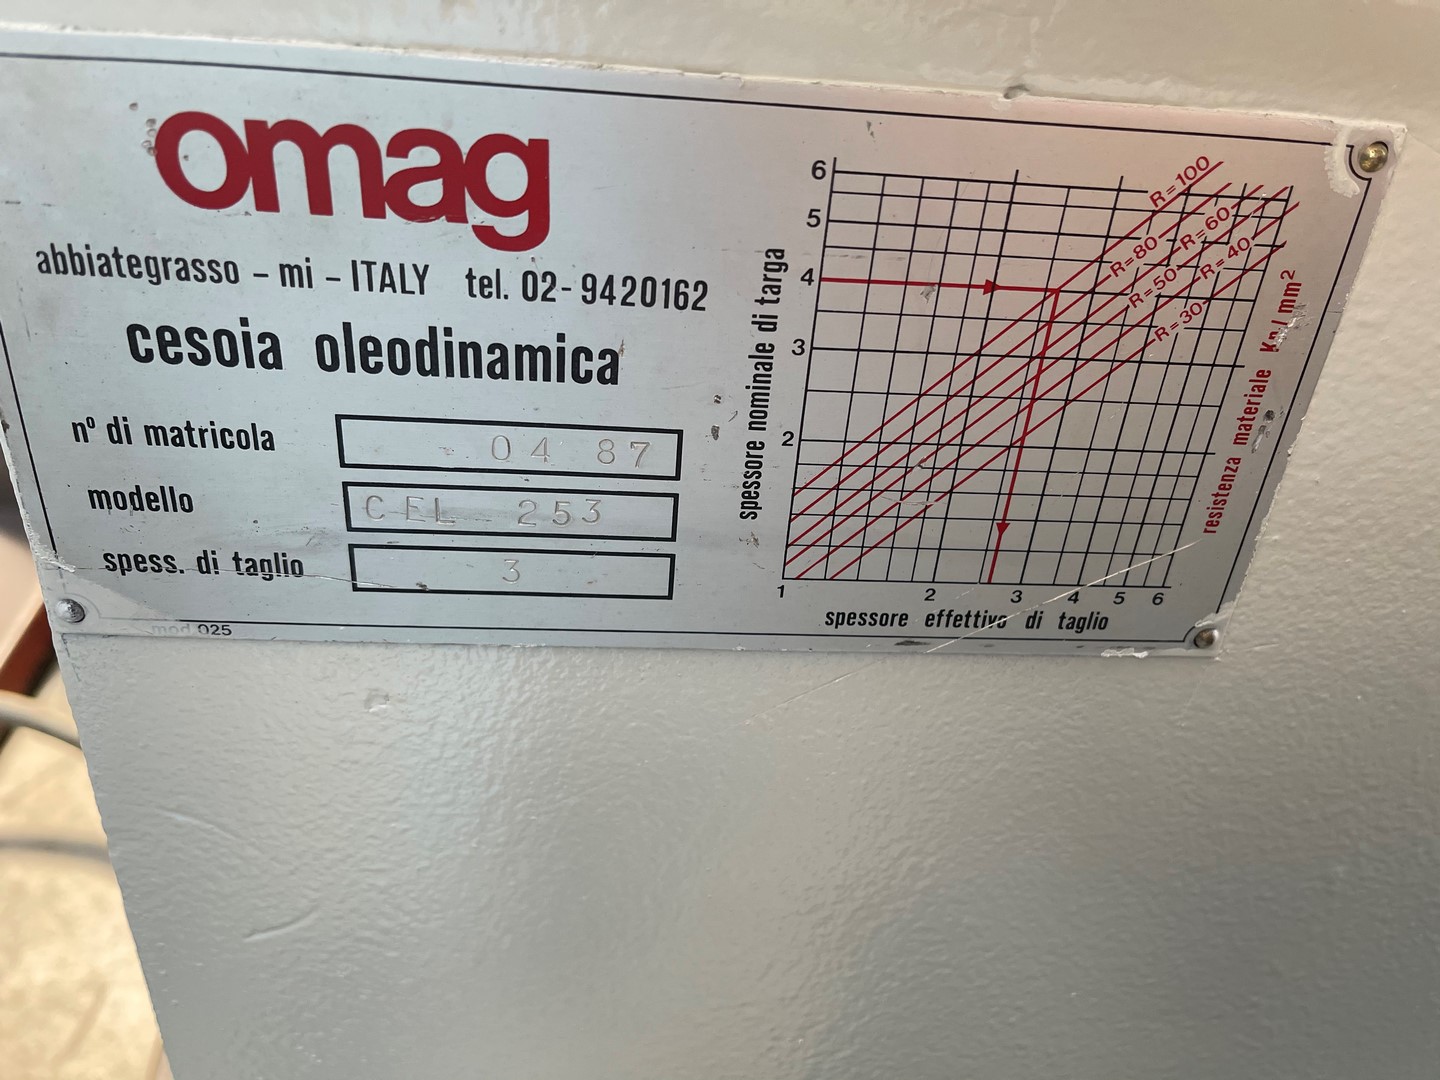 omag
abbiategrasso – mi – ITALY tel. 02-9420162
cesoia oleodinamica
nº di matricola 04 87
modello CEL 253
spess. di taglio 3
mod. 025
spessore nominale di targa
6
5
4
3
2
1
2
3
4
5
6
spessore effettivo di taglio
R=100
R=80
R=60
R=50
R=40
R=30
resistenza materiale Kg/mm²